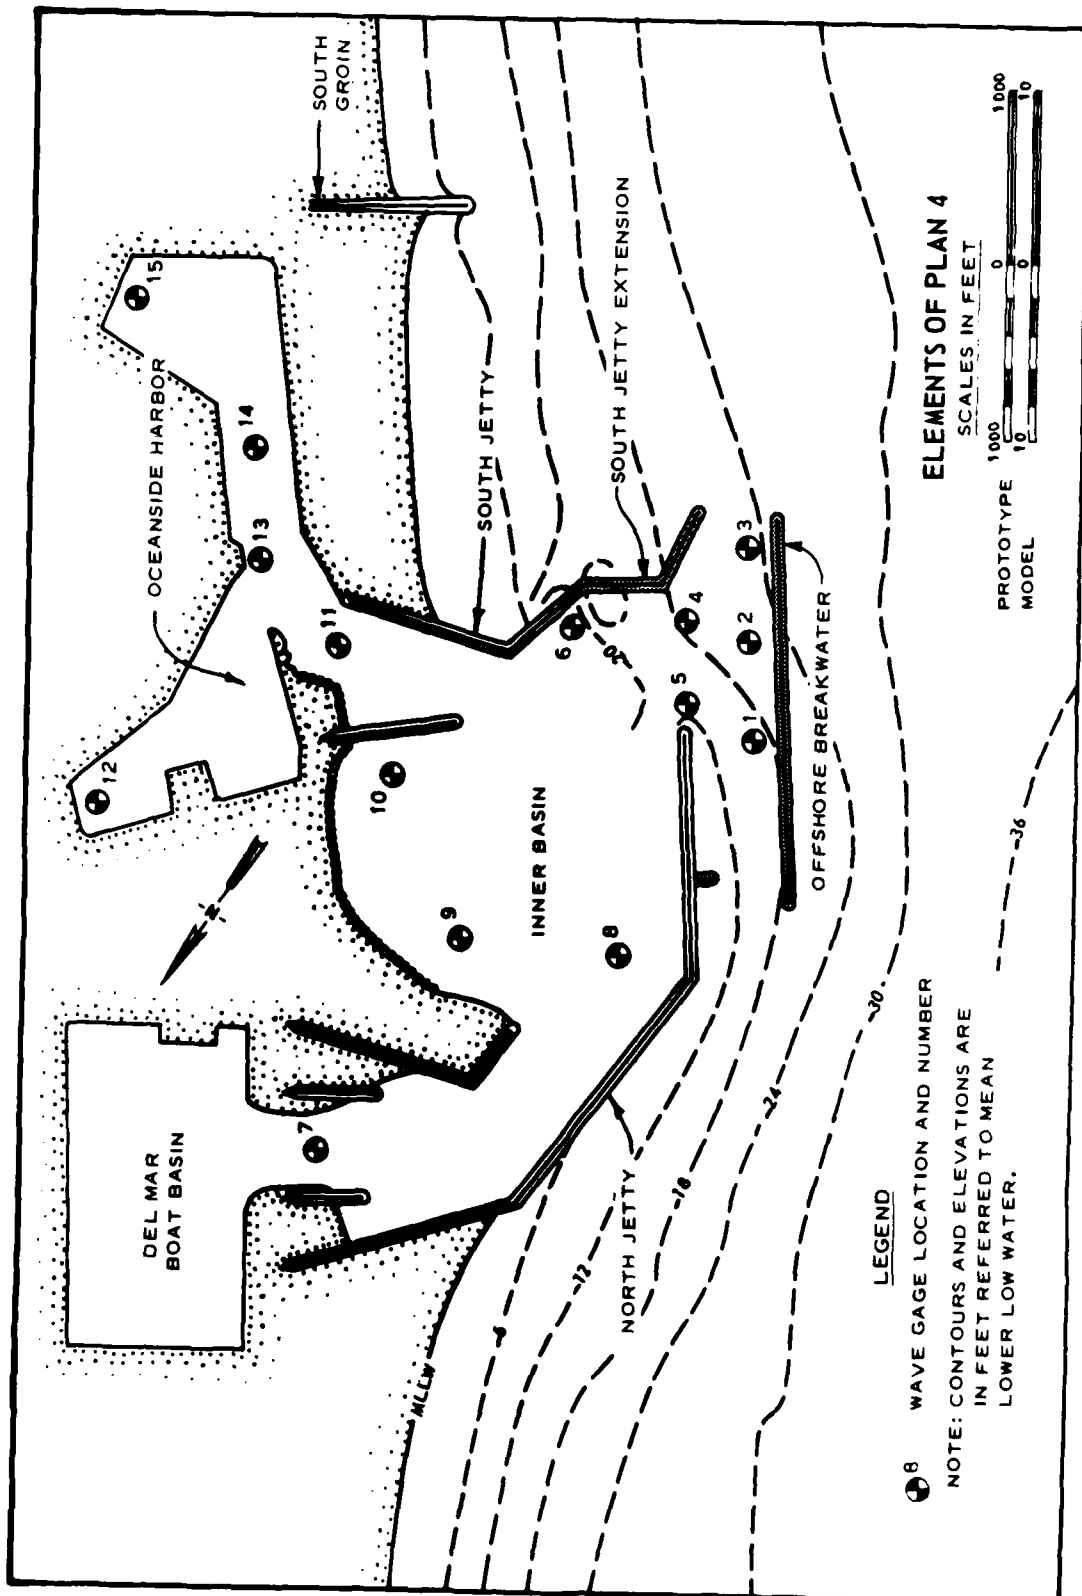 SOUTH
GROIN
15
OCEANSIDE HARBOR
14
13
12
11
SOUTH JETTY
SOUTH JETTY EXTENSION
DEL MAR
BOAT BASIN
7
10
9
INNER BASIN
8
6
30
5
4
3
2
1
OFFSHORE BREAKWATER
NORTH JETTY
MLLW
-6
-12
-18
-24
-30
-36
ELEMENTS OF PLAN 4
SCALES IN FEET
PROTOTYPE 1000 0 1000
MODEL 10 0 10
LEGEND
8 WAVE GAGE LOCATION AND NUMBER
NOTE: CONTOURS AND ELEVATIONS ARE
IN FEET REFERRED TO MEAN
LOWER LOW WATER.